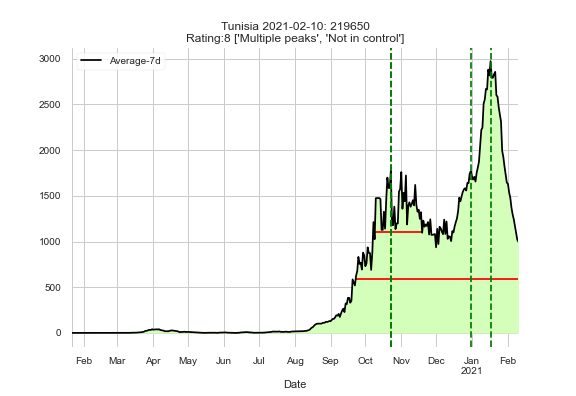 Tunisia 2021-02-10: 219650
Rating:8 ['Multiple peaks', 'Not in control']
Average-7d
3000
2500
2000
1500
1000
500
0
Feb Mar Apr May Jun Jul Aug Sep Oct Nov Dec Jan Feb
2021
Date